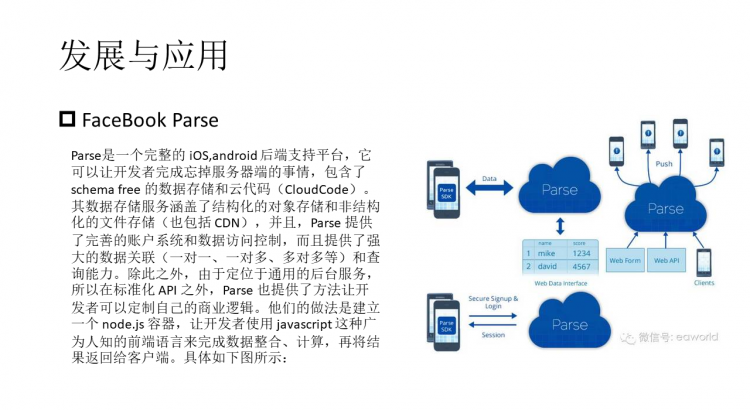 发展与应用
FaceBook Parse
Parse是一个完整的 iOS,android 后端支持平台，它
可以让开发者完成忘掉服务器端的事情，包含了
schema free 的数据存储和云代码（CloudCode）。
其数据存储服务涵盖了结构化的对象存储和非结构
化的文件存储（也包括 CDN），并且，Parse 提供
了完善的账户系统和数据访问控制，而且提供了强
大的数据关联（一对一、一对多、多对多等）和查
询能力。除此之外，由于定位于通用的后台服务，
所以在标准化 API 之外，Parse 也提供了方法让开
发者可以定制自己的商业逻辑。他们的做法是建立
一个 node.js 容器，让开发者使用 javascript 这种广
为人知的前端语言来完成数据整合、计算，再将结
果返回给客户端。具体如下图所示：
Parse
SDK
Data
Parse
name score
1 mike 1234
2 david 4567
Web Data Interface
Push
Parse
Web Form
Web API
Clients
Parse
SDK
Secure Signup &
Login
Session
Parse
微信号: eaworld